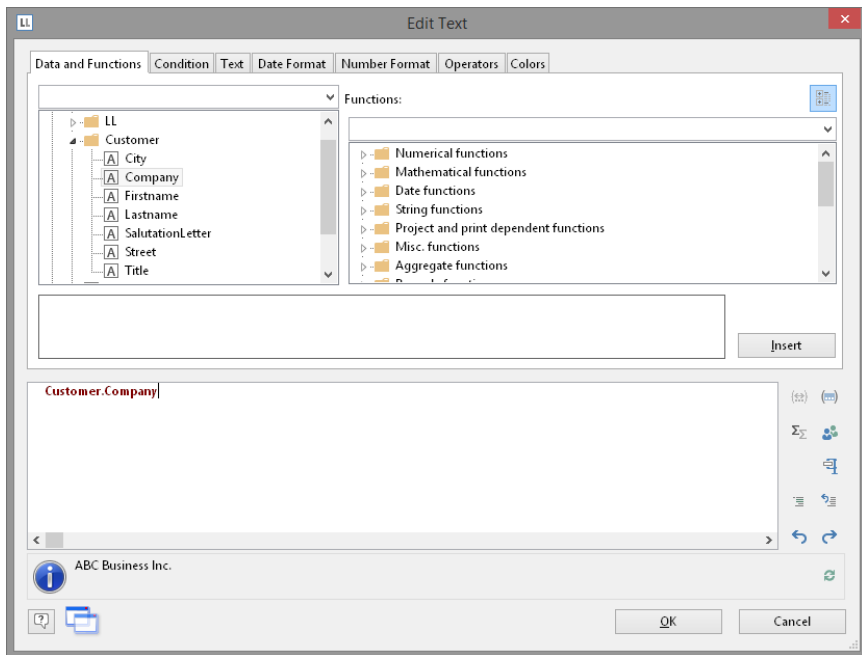 LL
Edit Text
Data and Functions Condition Text Date Format Number Format Operators Colors
Functions:
LL
Customer
A City
A Company
A Firstname
A Lastname
A SalutationLetter
A Street
A Title
Numerical functions
Mathematical functions
Date functions
String functions
Project and print dependent functions
Misc. functions
Aggregate functions
Insert
Customer.Company
ABC Business Inc.
OK
Cancel